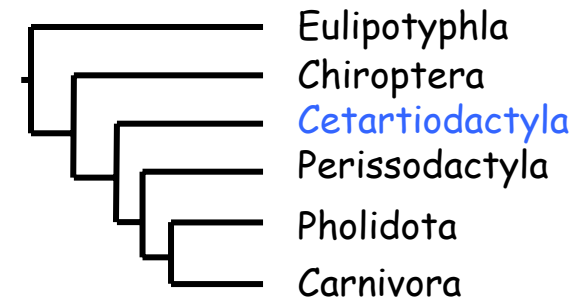 Eulipotyphla
Chiroptera
Cetartiodactyla
Perissodactyla
Pholidota
Carnivora